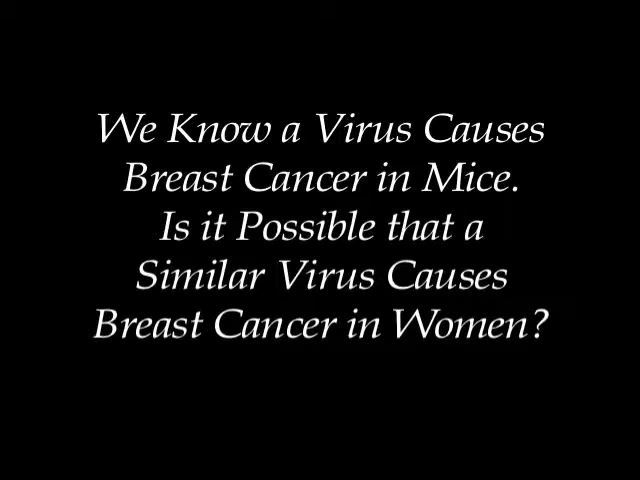 We Know a Virus Causes
Breast Cancer in Mice.
Is it Possible that a
Similar Virus Causes
Breast Cancer in Women?